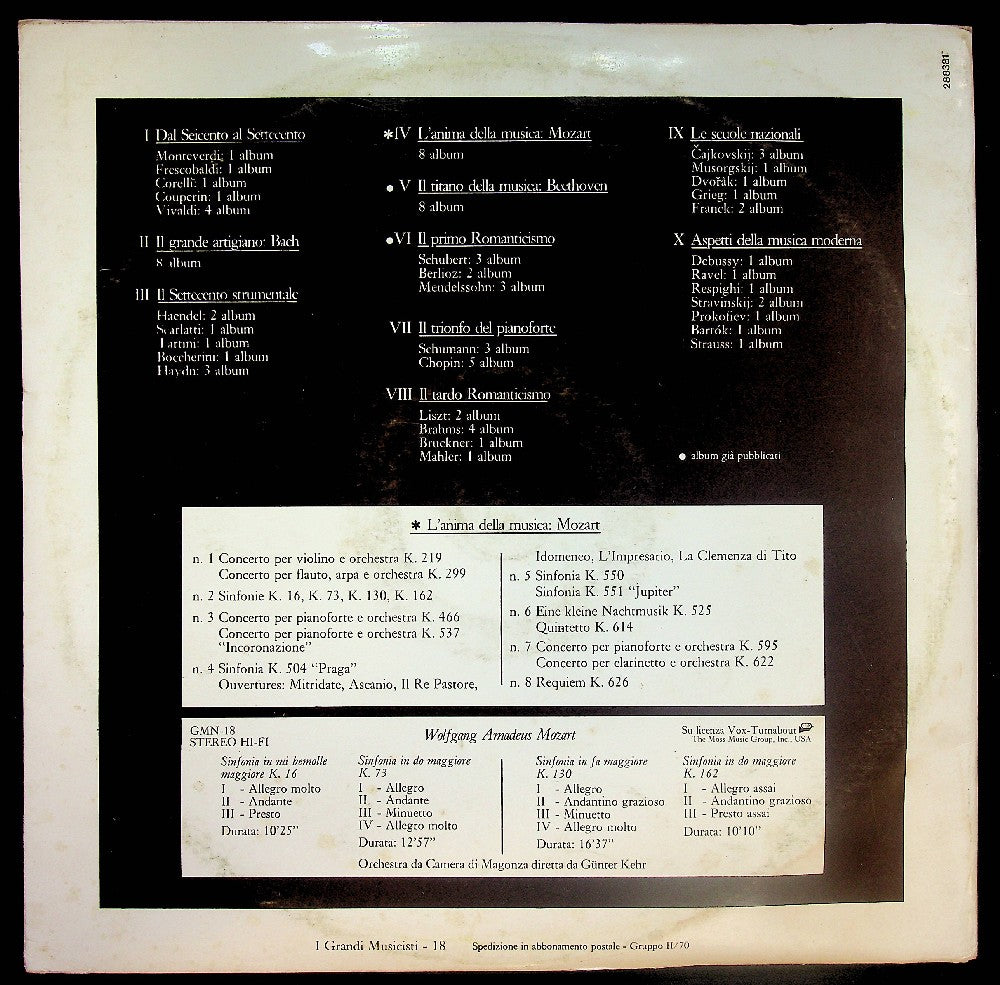 288381
I Dal Seicento al Settecento
Monteverdi: 1 album
Frescobaldi: 1 album
Corelli: 1 album
Couperin: 1 album
Vivaldi: 4 album
II Il grande artigiano: Bach
8 album
III Il Settecento strumentale
Haendel: 2 album
Scarlatti: 1 album
Tartini: 1 album
Boccherini: 1 album
Haydn: 3 album
*IV L'anima della musica: Mozart
8 album
● V Il titano della musica: Beethoven
8 album
●VI Il primo Romanticismo
Schubert: 3 album
Berlioz: 2 album
Mendelssohn: 3 album
VII Il trionfo del pianoforte
Schumann: 3 album
Chopin: 5 album
VIII Il tardo Romanticismo
Liszt: 2 album
Brahms: 4 album
Bruckner: 1 album
Mahler: 1 album
IX Le scuole nazionali
Čajkovskij: 3 album
Musorgskij: 1 album
Dvořák: 1 album
Grieg: 1 album
Franck: 2 album
X Aspetti della musica moderna
Debussy: 1 album
Ravel: 1 album
Respighi: 1 album
Stravinskij: 2 album
Prokofiev: 1 album
Bartók: 1 album
Strauss: 1 album
● album già pubblicati
* L'anima della musica: Mozart
n. 1 Concerto per violino e orchestra K. 219
Concerto per flauto, arpa e orchestra K. 299
n. 2 Sinfonie K. 16, K. 73, K. 130, K. 162
n. 3 Concerto per pianoforte e orchestra K. 466
Concerto per pianoforte e orchestra K. 537
"Incoronazione"
n. 4 Sinfonia K. 504 "Praga"
Ouvertures: Mitridate, Ascanio, Il Re Pastore,
Idomeneo, L'Impresario, La Clemenza di Tito
n. 5 Sinfonia K. 550
Sinfonia K. 551 "Jupiter"
n. 6 Eine kleine Nachtmusik K. 525
Quintetto K. 614
n. 7 Concerto per pianoforte e orchestra K. 595
Concerto per clarinetto e orchestra K. 622
n. 8 Requiem K. 626
GMN 18
STEREO HI-FI
Wolfgang Amadeus Mozart
Su licenza Vox-Turnabout
The Moss Music Group, Inc., USA
Sinfonia in mi bemolle
maggiore K. 16
I - Allegro molto
II - Andante
III - Presto
Durata: 10'25"
Sinfonia in do maggiore
K. 73
I - Allegro
II - Andante
III - Minuetto
IV - Allegro molto
Durata: 12'57"
Sinfonia in fa maggiore
K. 130
I - Allegro
II - Andantino grazioso
III - Minuetto
IV - Allegro molto
Durata: 16'37"
Sinfonia in do maggiore
K. 162
I - Allegro assai
II - Andantino grazioso
III - Presto assai
Durata: 10'10"
Orchestra da Camera di Magonza diretta da Günter Kehr
I Grandi Musicisti - 18 Spedizione in abbonamento postale - Gruppo II/70